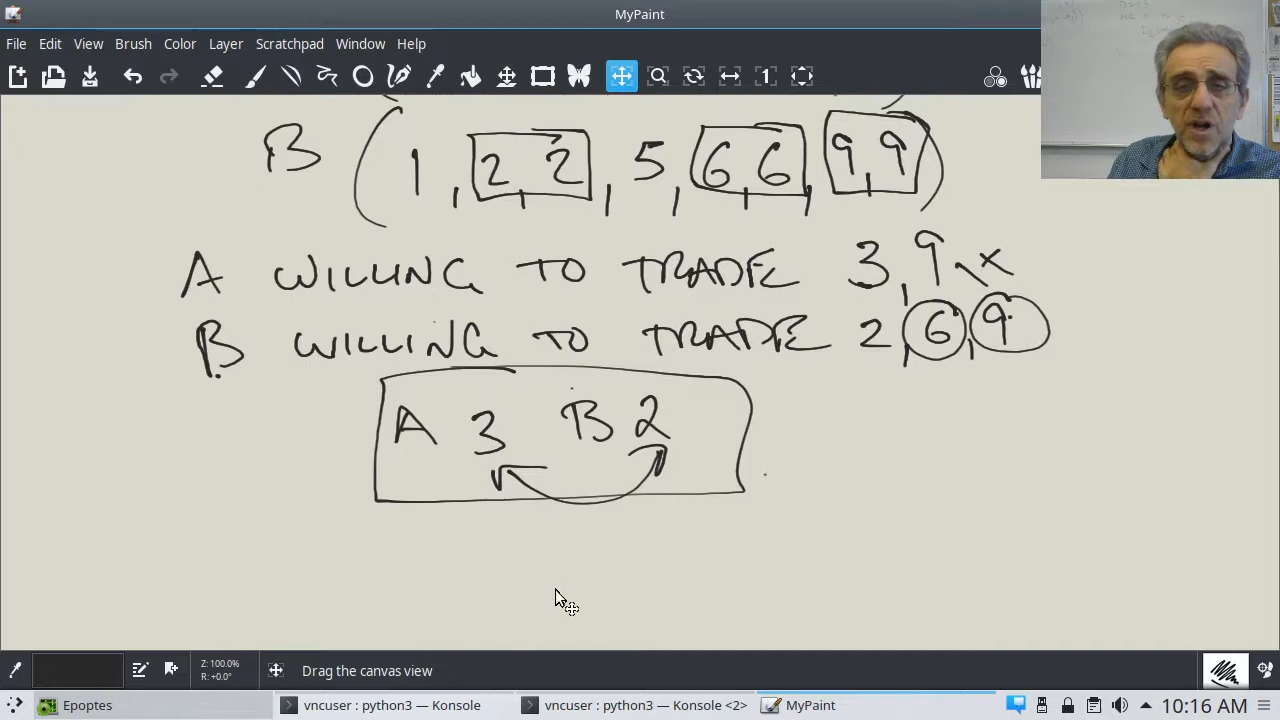 MyPaint
File Edit View Brush Color Layer Scratchpad Window Help
B (1, 2, 2, 5, 6, 6, 9, 9)
A WILLING TO TRADE 3, 9, x
B WILLING TO TRADE 2, 6, 9
A 3 B 2
Z: 100.0%
R: +0.0°
Drag the canvas view
Epoptes
vncuser : python3 — Konsole
vncuser : python3 — Konsole <2>
MyPaint
10:16 AM